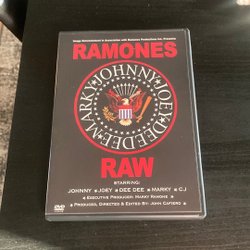 Image Entertainment in Association with Rockaway Productions Inc. Presents
RAMONES
JOHNNY JOEY DEE DEE MARKY
RAW
STARRING:
JOHNNY ★ JOEY ★ DEE DEE ★ MARKY ★ CJ
★ EXECUTIVE PRODUCER: MARKY RAMONE
★ PRODUCED, DIRECTED & EDITED BY: JOHN CAFIERO
DVD